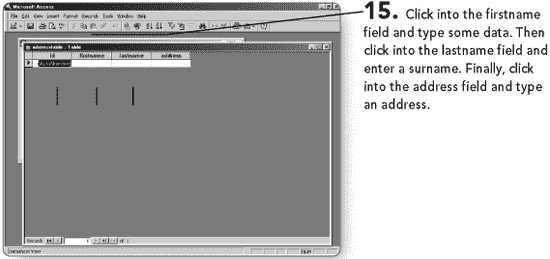 Microsoft Access
File Edit View Insert Format Records Tools Window Help
addresstable : Table
id firstname lastname address
(AutoNumber)
Record: 1 of 1
Datasheet View
NUM
15. Click into the firstname
field and type some data. Then
click into the lastname field and
enter a surname. Finally, click
into the address field and type
an address.